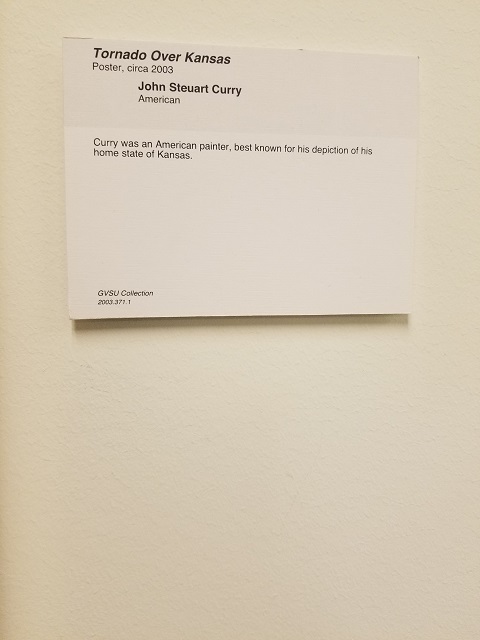 Tornado Over Kansas
Poster, circa 2003
John Steuart Curry
American
Curry was an American painter, best known for his depiction of his
home state of Kansas.
GVSU Collection
2003.371.1